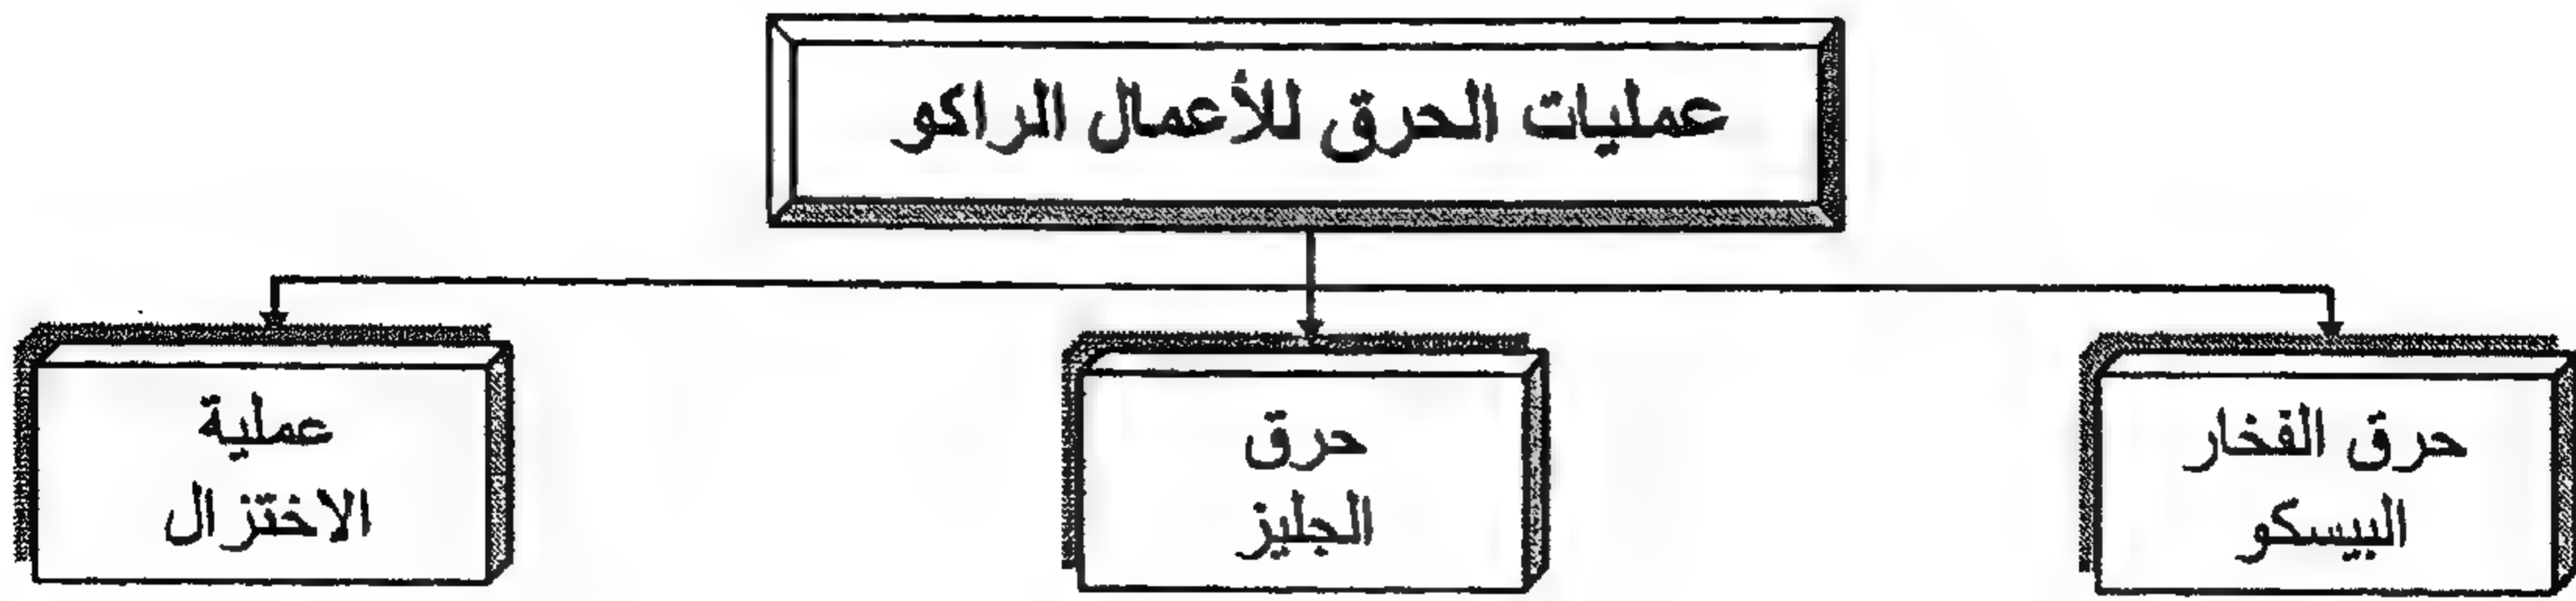 عمليات الحرق للأعمال الراكو
حرق الفخار
البيسكو
حرق
الجليز
عملية
الاختزال